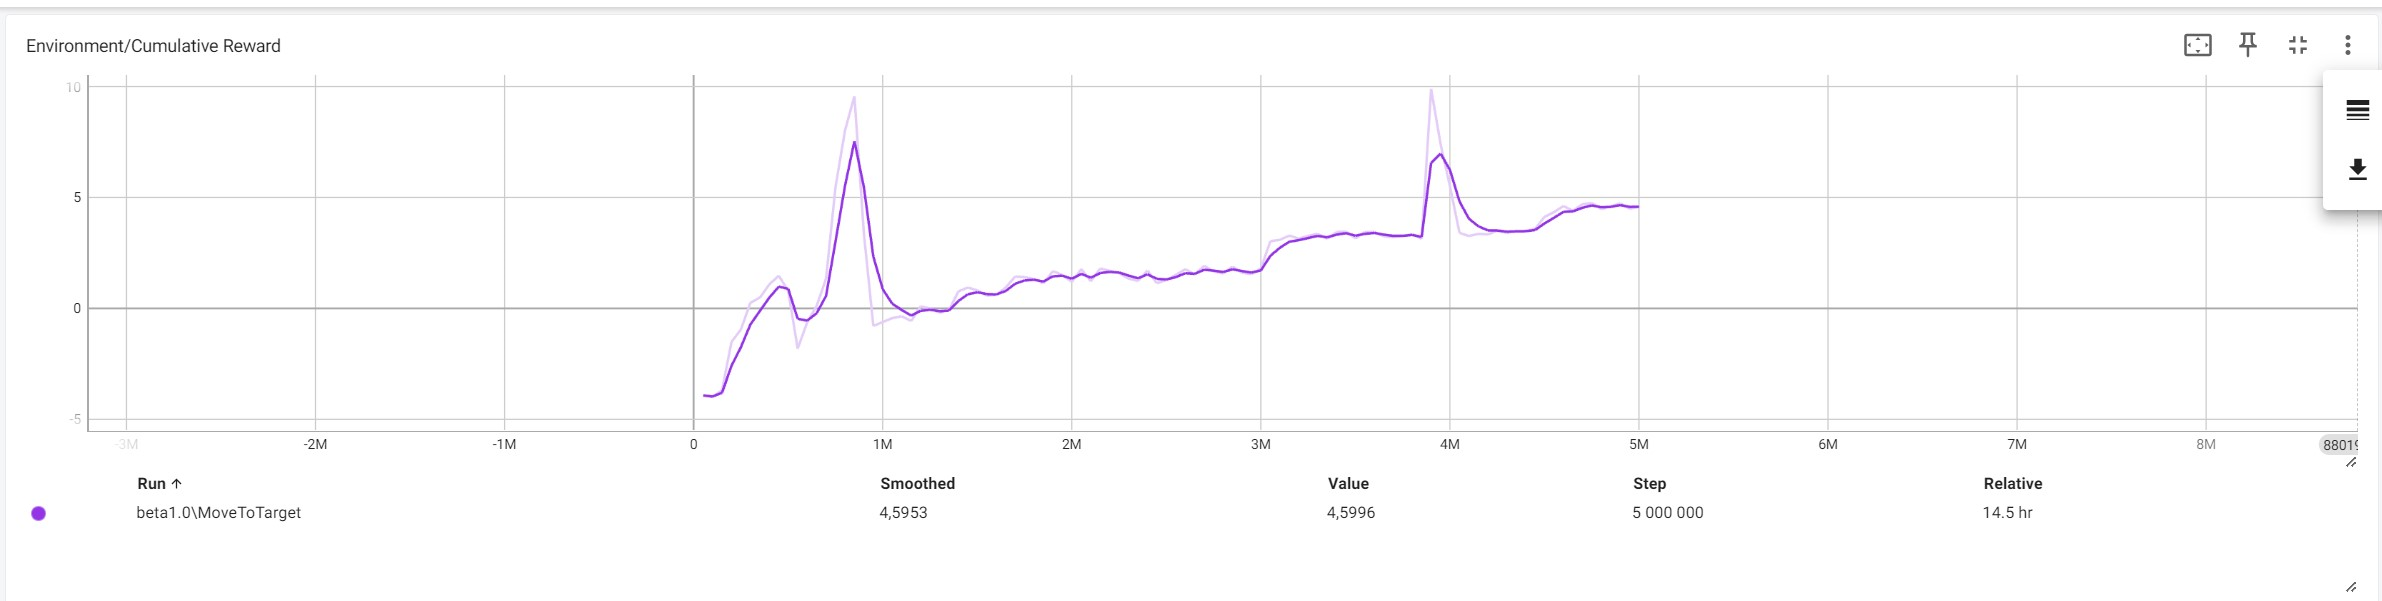 Environment/Cumulative Reward
10
5
0
-5
-3M -2M -1M 0 1M 2M 3M 4M 5M 6M 7M 8M 88019
Run Smoothed Value Step Relative
beta1.0\MoveToTarget 4,5953 4,5996 5 000 000 14.5 hr